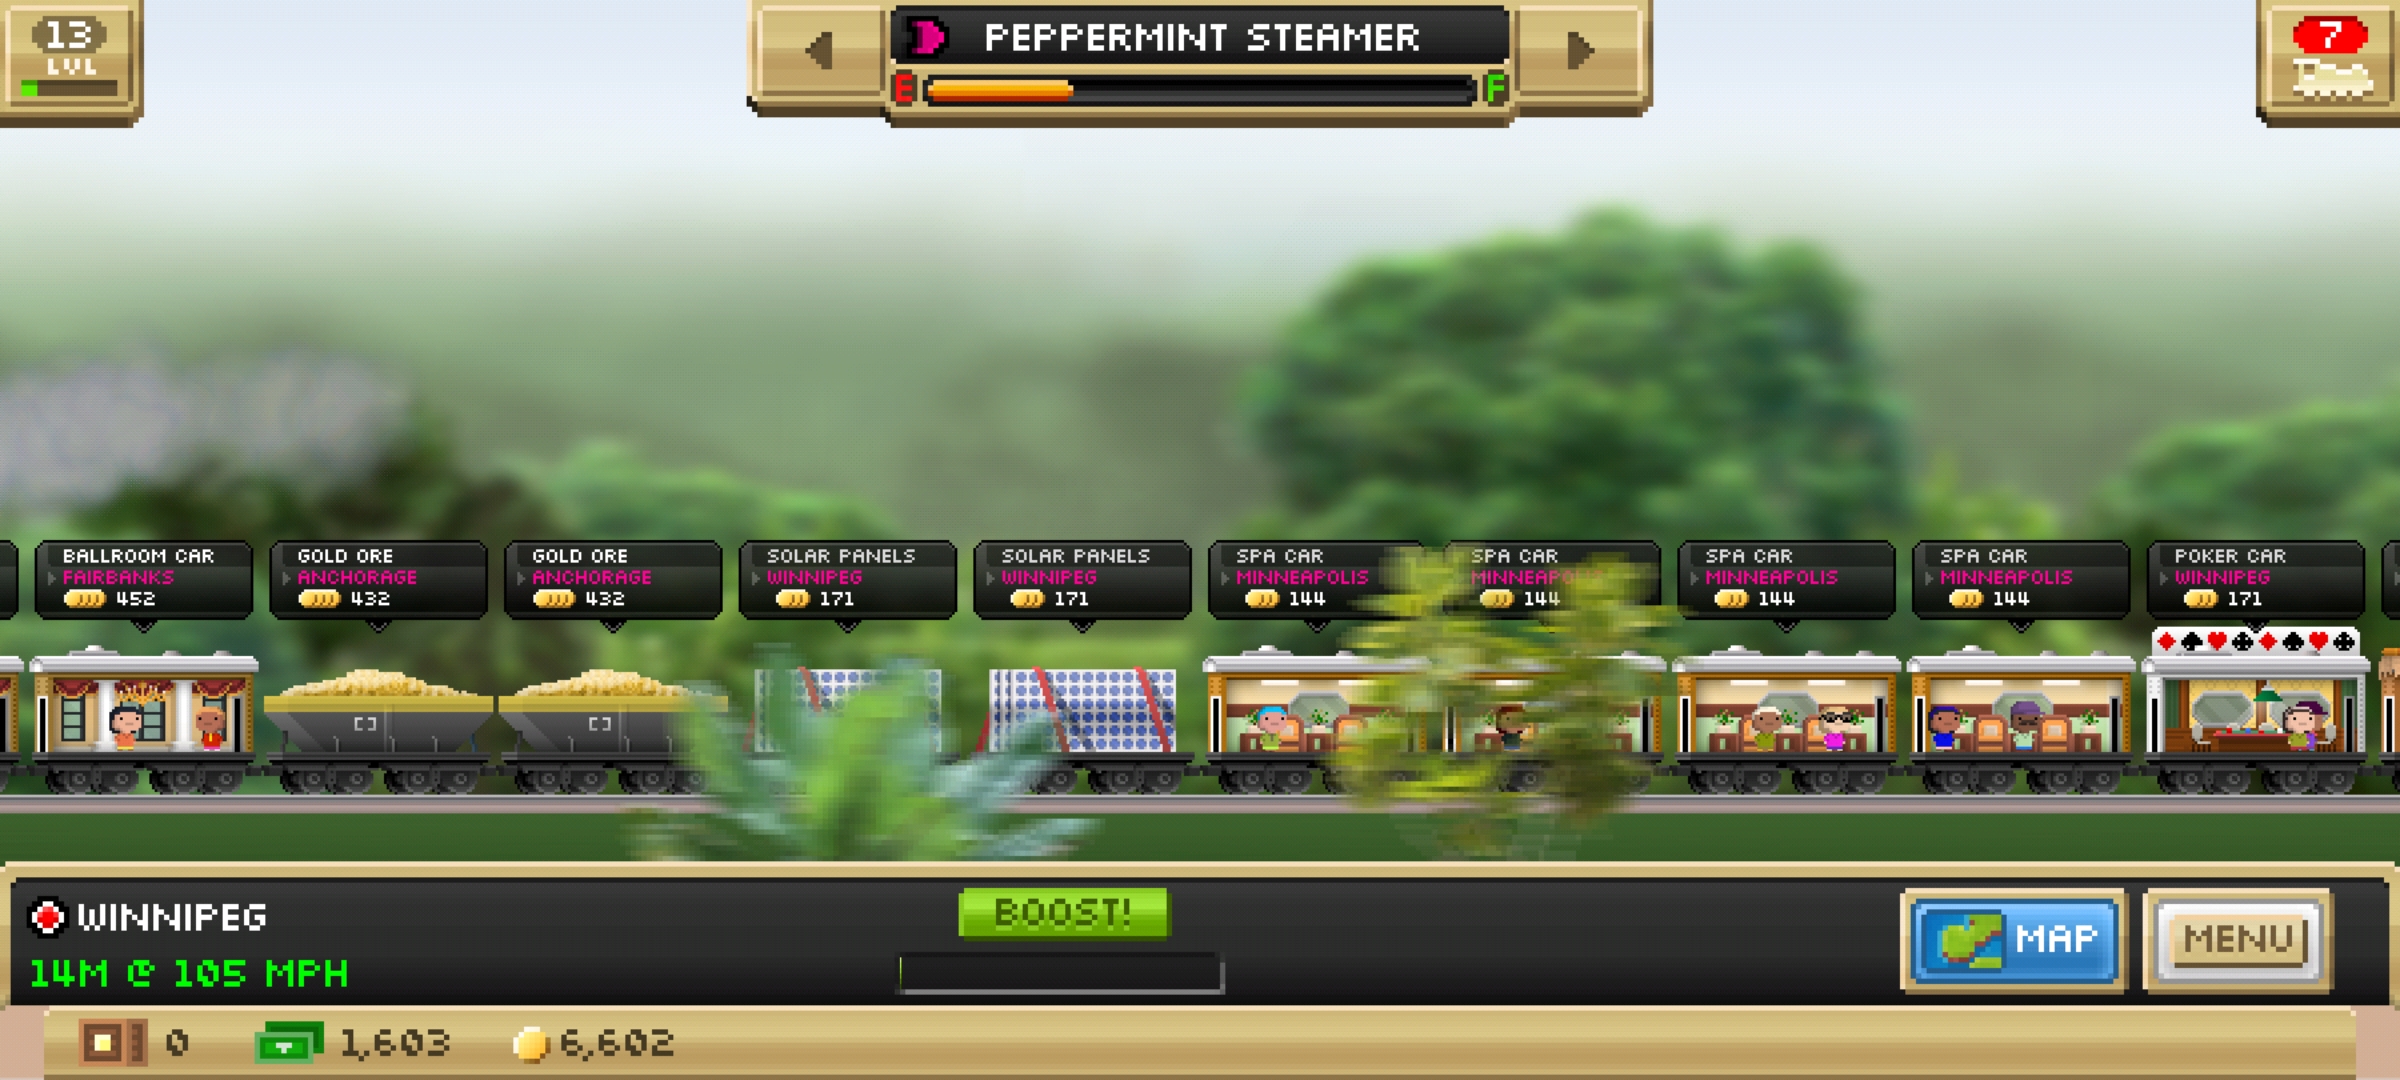 13
LVL
PEPPERMINT STEAMER
E
F
7
BALLROOM CAR
FAIRBANKS
452
GOLD ORE
ANCHORAGE
432
GOLD ORE
ANCHORAGE
432
SOLAR PANELS
WINNIPEG
171
SOLAR PANELS
WINNIPEG
171
SPA CAR
MINNEAPOLIS
144
SPA CAR
MINNEAPOLIS
144
SPA CAR
MINNEAPOLIS
144
SPA CAR
MINNEAPOLIS
144
POKER CAR
WINNIPEG
171
WINNIPEG
14M @ 105 MPH
BOOST!
MAP
MENU
0
1,603
6,602